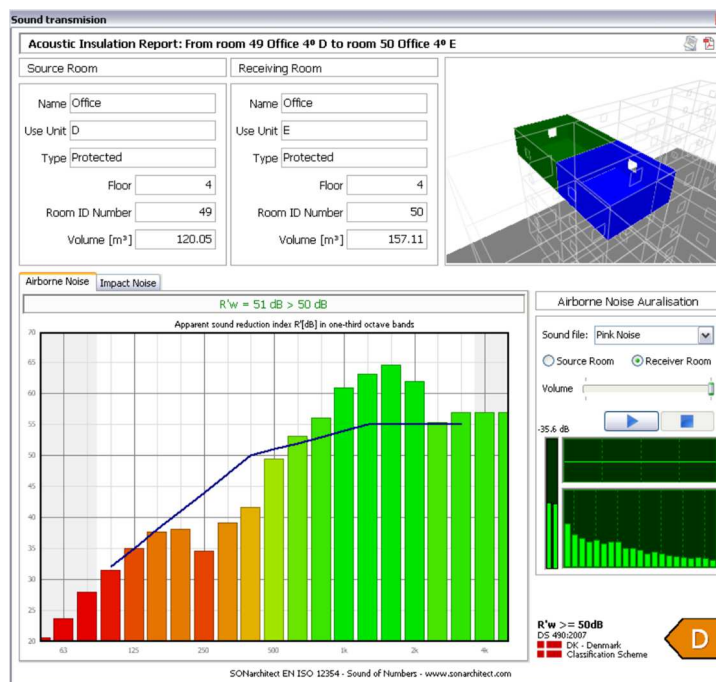 Sound transmision
Acoustic Insulation Report: From room 49 Office 4º D to room 50 Office 4º E
Source Room
Receiving Room
Name Office
Name Office
Use Unit D
Use Unit E
Type Protected
Type Protected
Floor 4
Floor 4
Room ID Number 49
Room ID Number 50
Volume [m³] 120.05
Volume [m³] 157.11
Airborne Noise Impact Noise
R'w = 51 dB > 50 dB
Apparent sound reduction index R'[dB] in one-third octave bands
70
65
60
55
50
45
40
35
30
25
20
63 125 250 500 1k 2k 4k
Airborne Noise Auralisation
Sound file: Pink Noise
Source Room Receiver Room
Volume
-35.6 dB
R'w >= 50dB
DS 490:2007
DK - Denmark
Classification Scheme
D
SONarchitect EN ISO 12354 - Sound of Numbers - www.sonarchitect.com